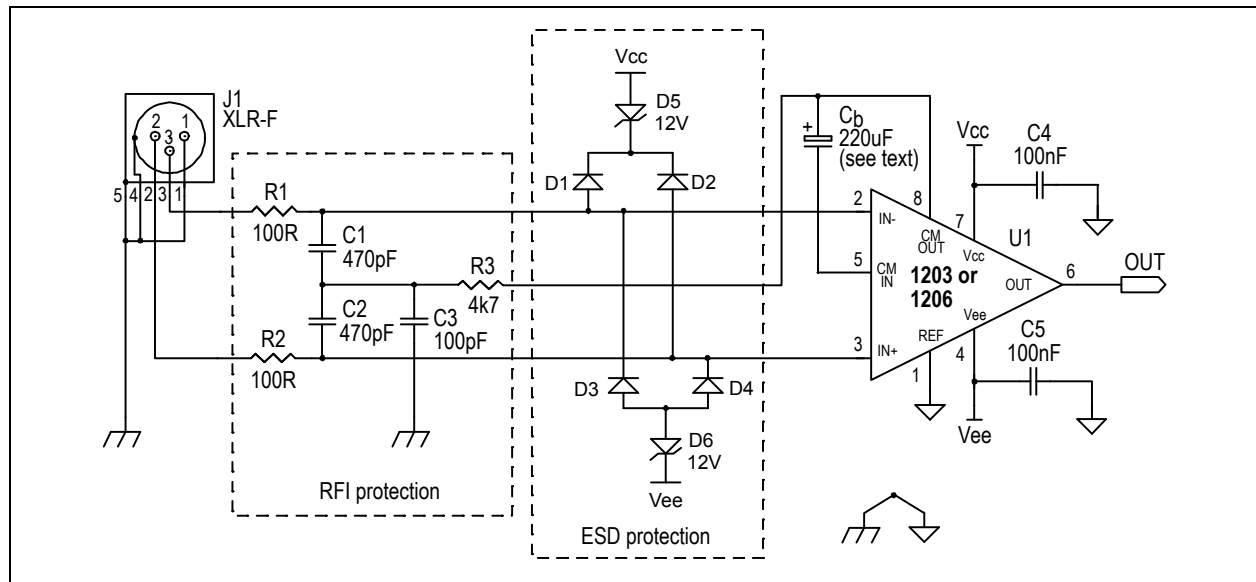 J1
XLR-F
2
3
1
5
4
2
3
1
R1
100R
C1
470pF
R3
4k7
C2
470pF
C3
100pF
R2
100R
RFI protection
Vcc
D5
12V
D1
D2
D3
D4
D6
12V
Vee
ESD protection
+
Cb
220uF
(see text)
2
IN-
8
CM
OUT
5
CM
IN
1203 or
1206
3
IN+
REF
1
Vcc
7
Vcc
U1
OUT
6
OUT
Vee
4
Vee
C4
100nF
C5
100nF